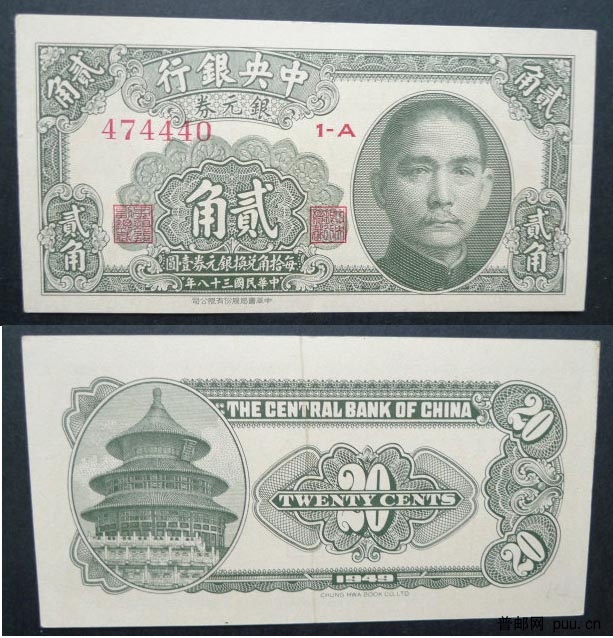 行銀央中
券元銀
474440
1-A
角貳
角貳
角貳
貳角
貳角
圓壹券元銀換兌角拾每
年八十三國民華中
司公限有份股局書華中
THE CENTRAL BANK OF CHINA
20
20
TWENTY CENTS
20
1949
CHUNG HWA BOOK CO. LTD
普邮网 puu.cn